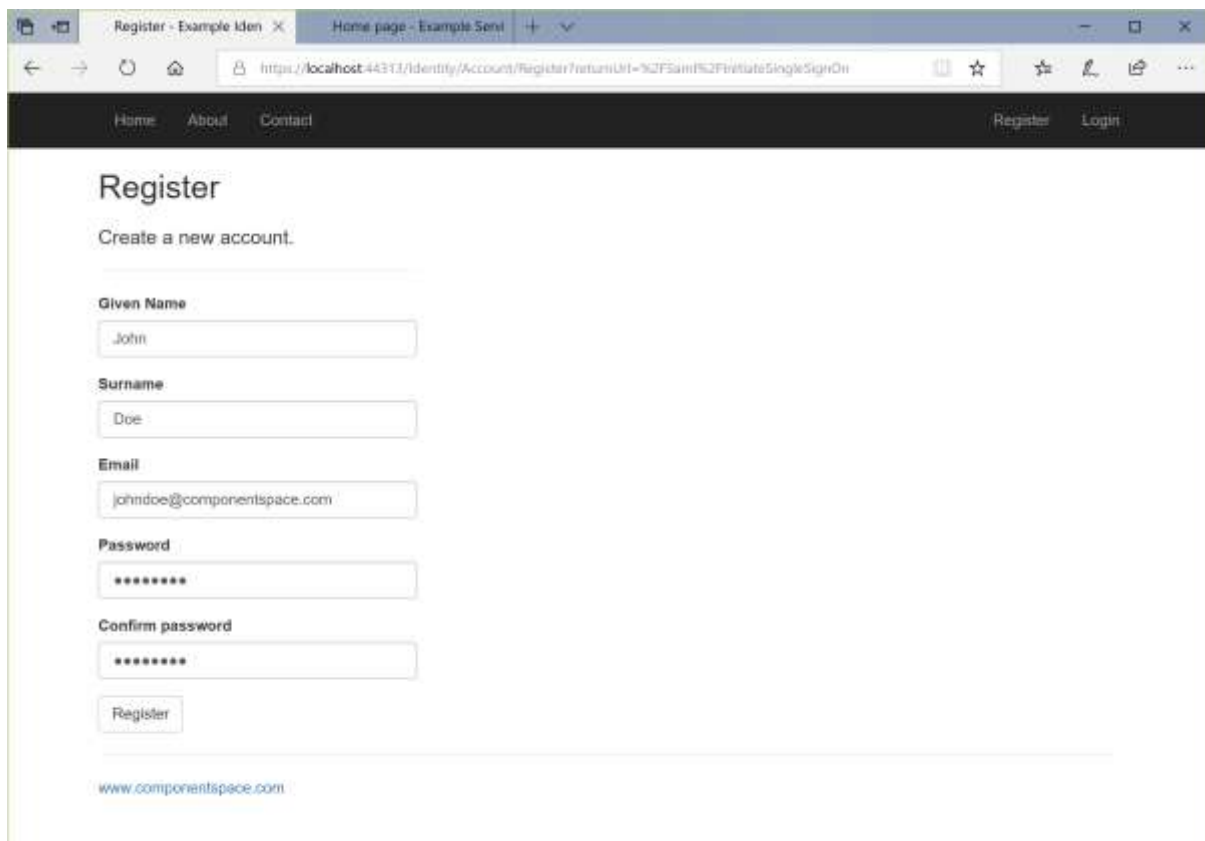 Register - Example Iden
Home page - Example Servi
https://localhost:44313/Identity/Account/Register?returnUrl=%2FSaml%2FInitiateSingleSignOn
Home About Contact Register Login
Register
Create a new account.
Given Name
John
Surname
Doe
Email
johndoe@componentspace.com
Password
••••••••
Confirm password
••••••••
Register
www.componentspace.com